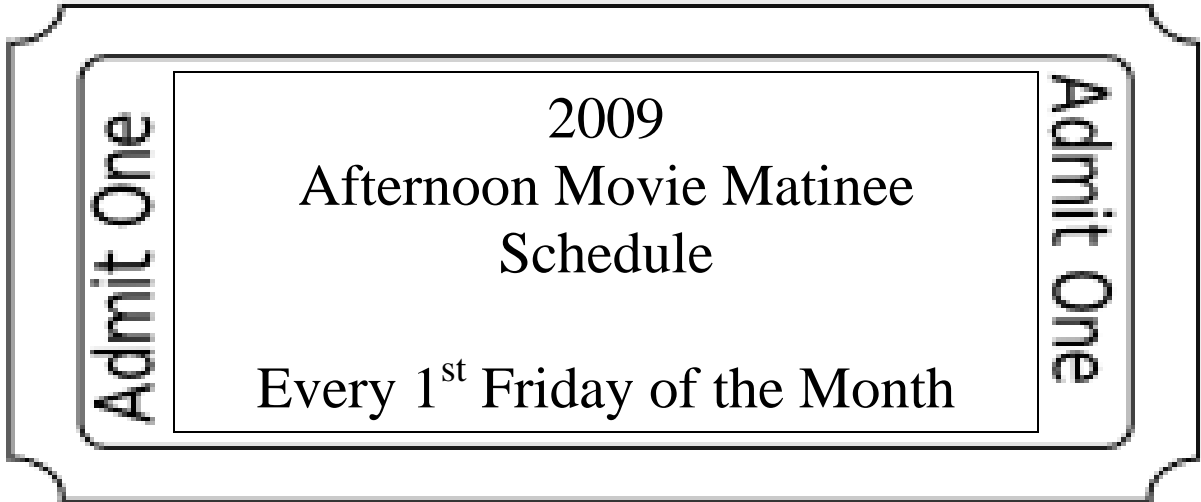 Admit One
2009
Afternoon Movie Matinee
Schedule
Every 1st Friday of the Month
Admit One